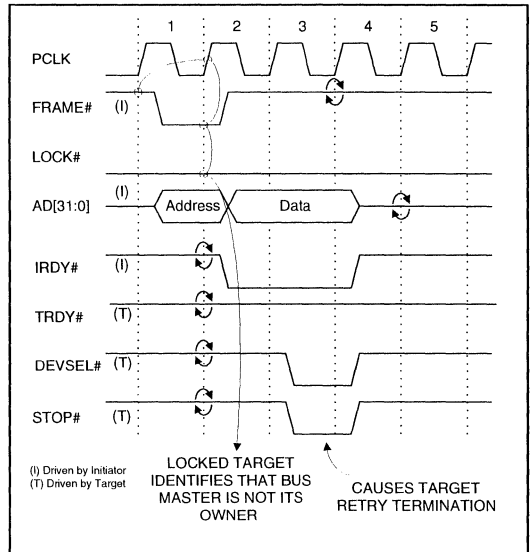 1 2 3 4 5
PCLK
FRAME# (I)
LOCK#
AD[31:0] (I) Address Data
IRDY# (I)
TRDY# (T)
DEVSEL# (T)
STOP# (T)
(I) Driven by Initiator
(T) Driven by Target
LOCKED TARGET
IDENTIFIES THAT BUS
MASTER IS NOT ITS
OWNER
CAUSES TARGET
RETRY TERMINATION